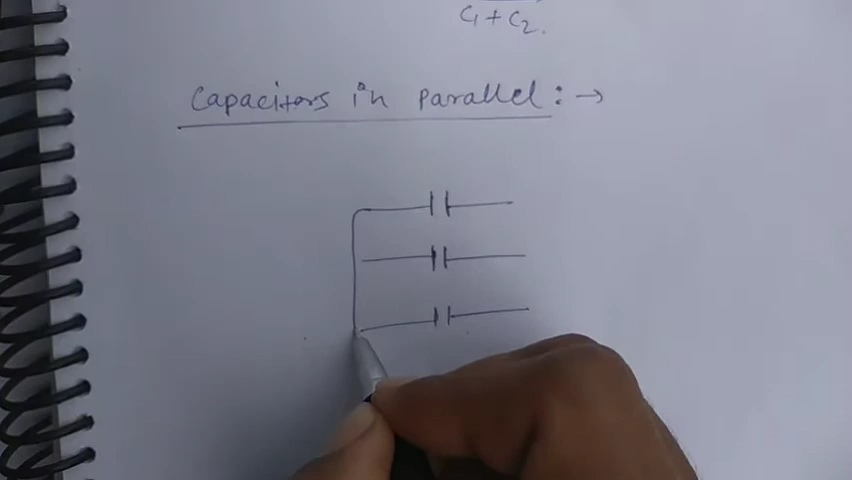 C1 + C2.
Capacitors in parallel : →